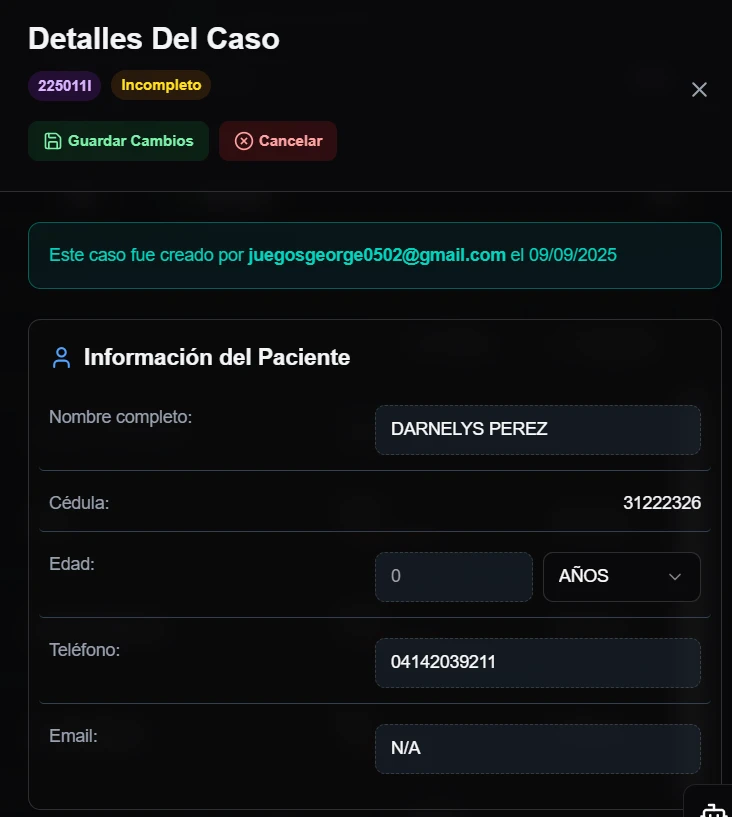 Detalles Del Caso
225011I Incompleto
Guardar Cambios Cancelar
Este caso fue creado por juegosgeorge0502@gmail.com el 09/09/2025
Información del Paciente
Nombre completo: DARNELYS PEREZ
Cédula: 31222326
Edad: 0 AÑOS
Teléfono: 04142039211
Email: N/A